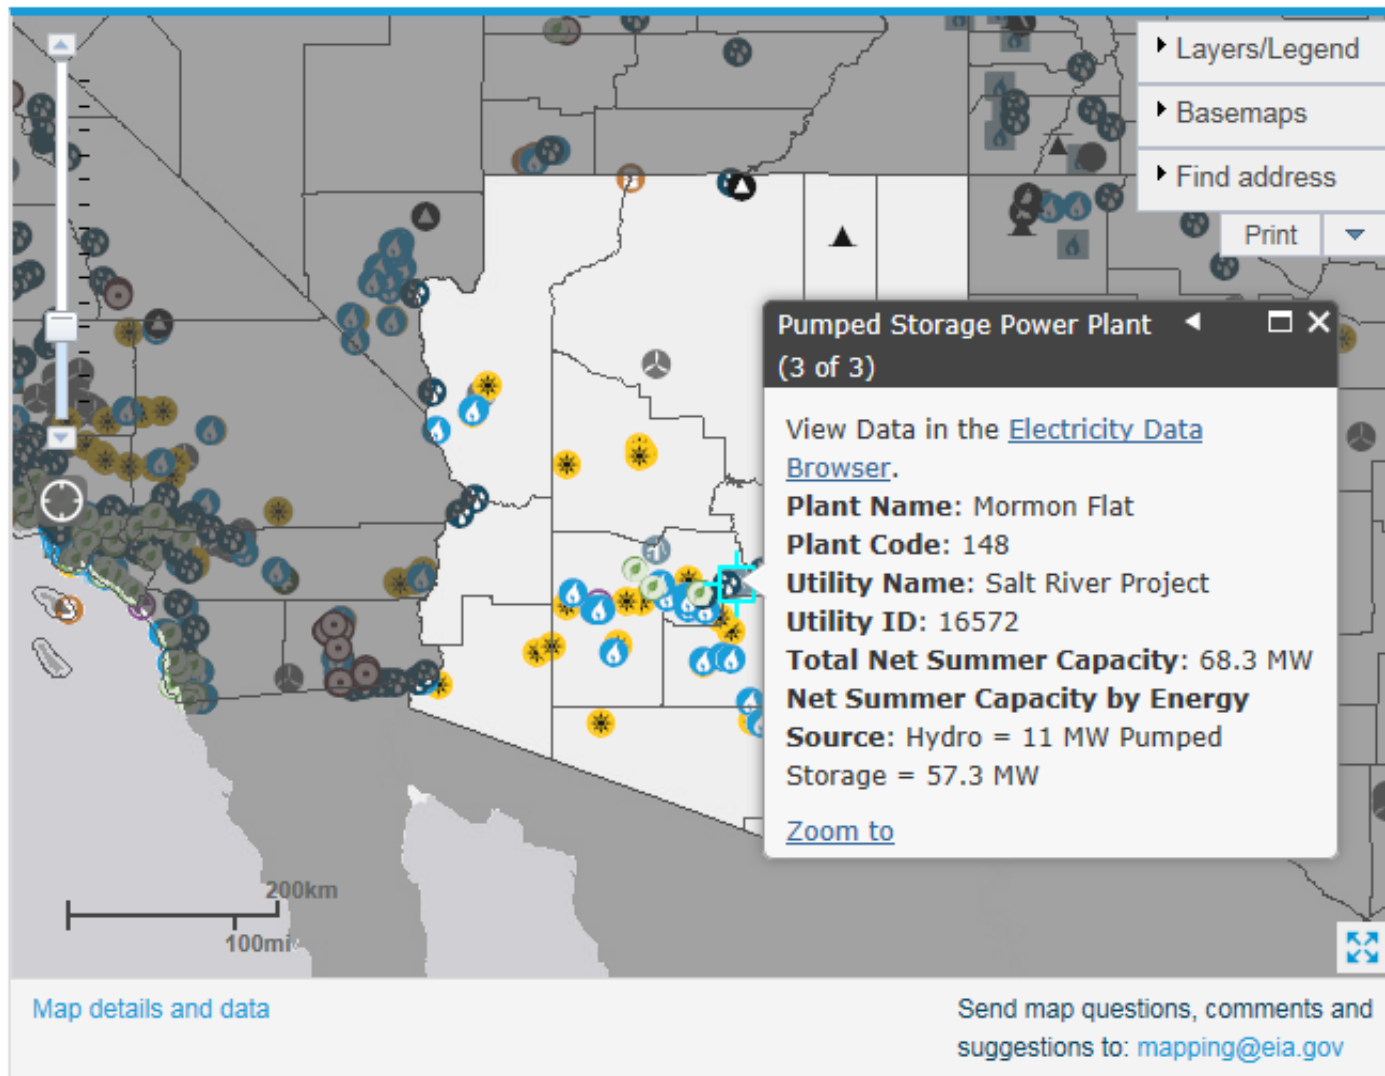 Layers/Legend
Basemaps
Find address
Print
Pumped Storage Power Plant
(3 of 3)
View Data in the Electricity Data
Browser.
Plant Name: Mormon Flat
Plant Code: 148
Utility Name: Salt River Project
Utility ID: 16572
Total Net Summer Capacity: 68.3 MW
Net Summer Capacity by Energy
Source: Hydro = 11 MW Pumped
Storage = 57.3 MW
Zoom to
200km
100mi
Map details and data
Send map questions, comments and
suggestions to: mapping@eia.gov